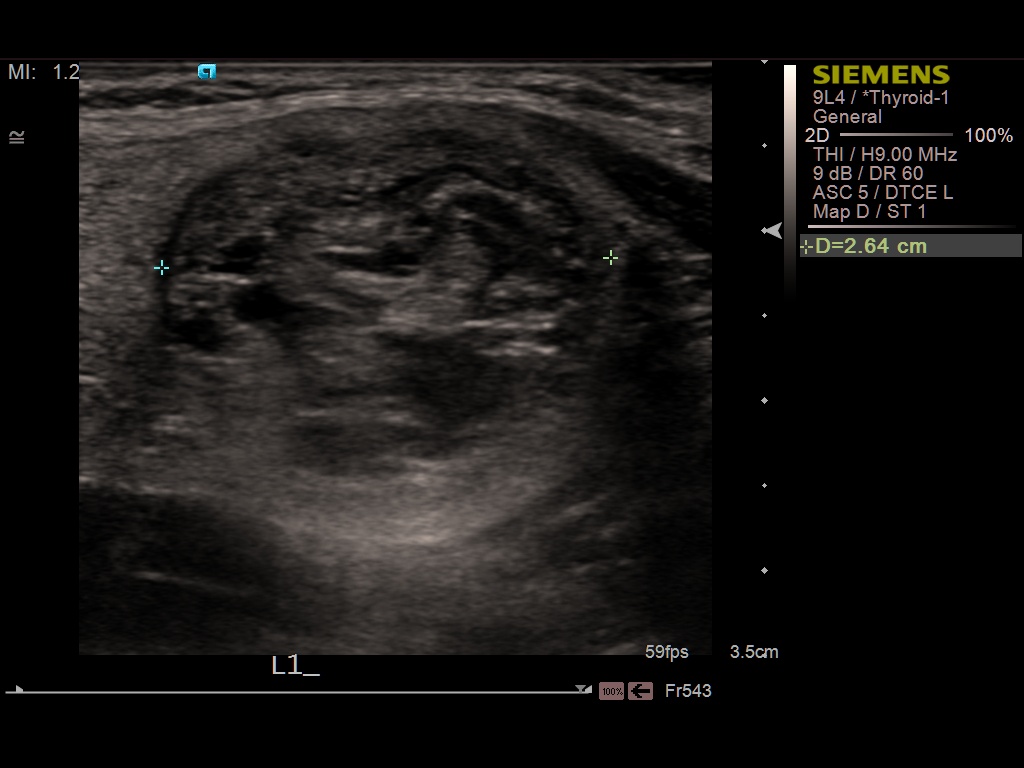 MI: 1.2
SIEMENS
9L4 / *Thyroid-1
General
2D 100%
THI / H9.00 MHz
9 dB / DR 60
ASC 5 / DTCE L
Map D / ST 1
D=2.64 cm
59fps 3.5cm
L1_
100% Fr543